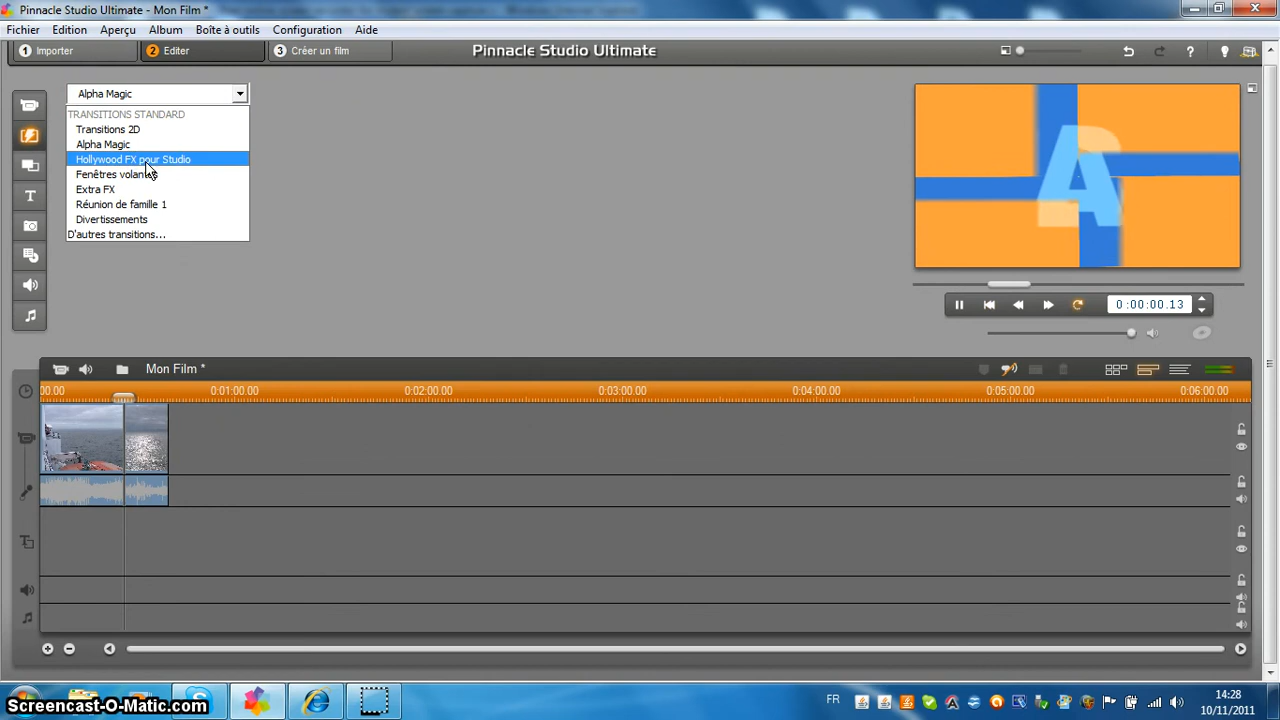 Pinnacle Studio Ultimate - Mon Film *
Fichier Edition Aperçu Album Boîte à outils Configuration Aide
1 Importer 2 Editer 3 Créer un film Pinnacle Studio Ultimate
Alpha Magic
TRANSITIONS STANDARD
Transitions 2D
Alpha Magic
Hollywood FX pour Studio
Fenêtres volantes
Extra FX
Réunion de famille 1
Divertissements
D'autres transitions...
A
0:00:00.13
Mon Film *
00.00 0:01:00.00 0:02:00.00 0:03:00.00 0:04:00.00 0:05:00.00 0:06:00.00
FR
14:28
10/11/2011
Screencast-O-Matic.com